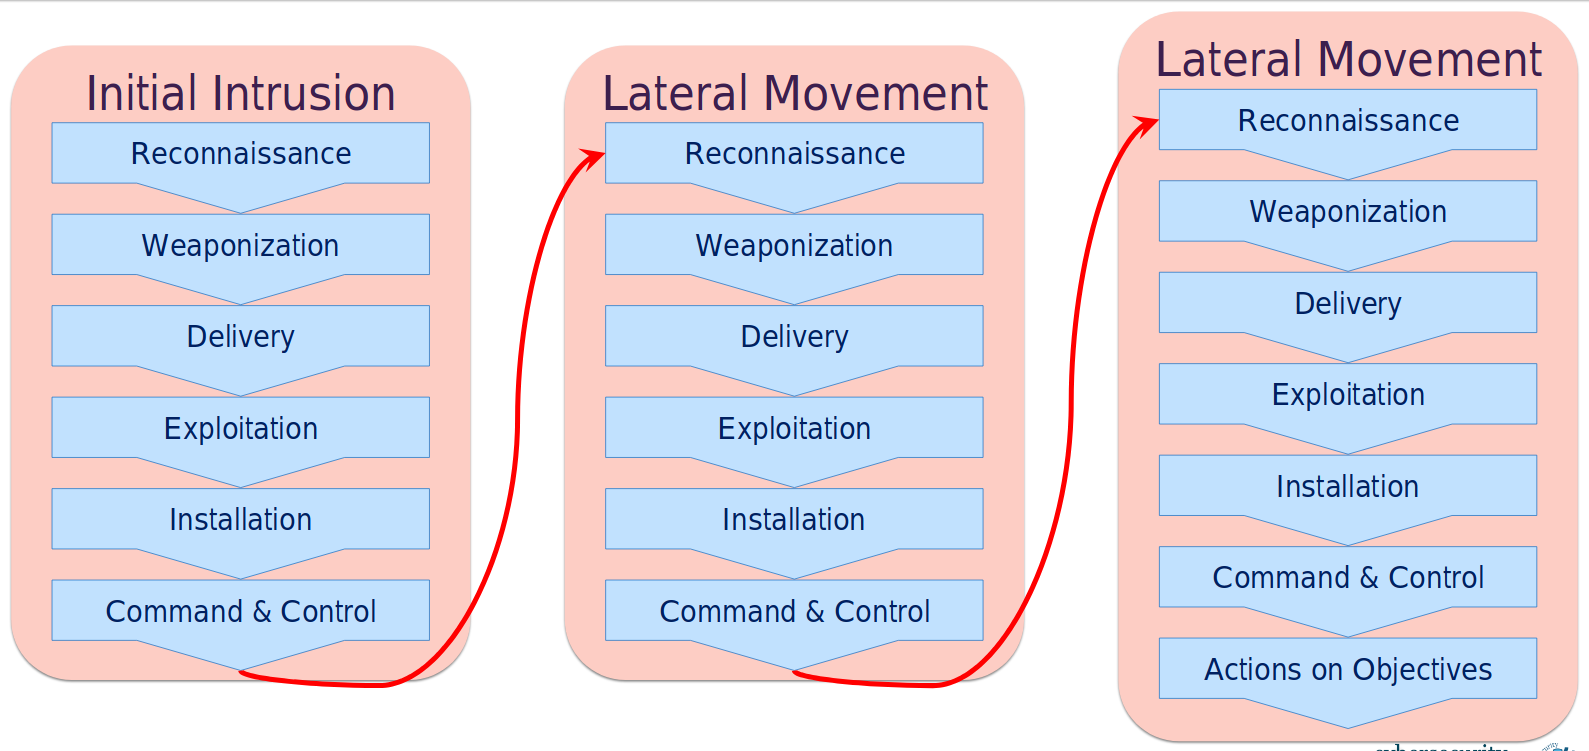 Initial Intrusion
Reconnaissance
Weaponization
Delivery
Exploitation
Installation
Command & Control
Lateral Movement
Reconnaissance
Weaponization
Delivery
Exploitation
Installation
Command & Control
Lateral Movement
Reconnaissance
Weaponization
Delivery
Exploitation
Installation
Command & Control
Actions on Objectives
cybersecurity